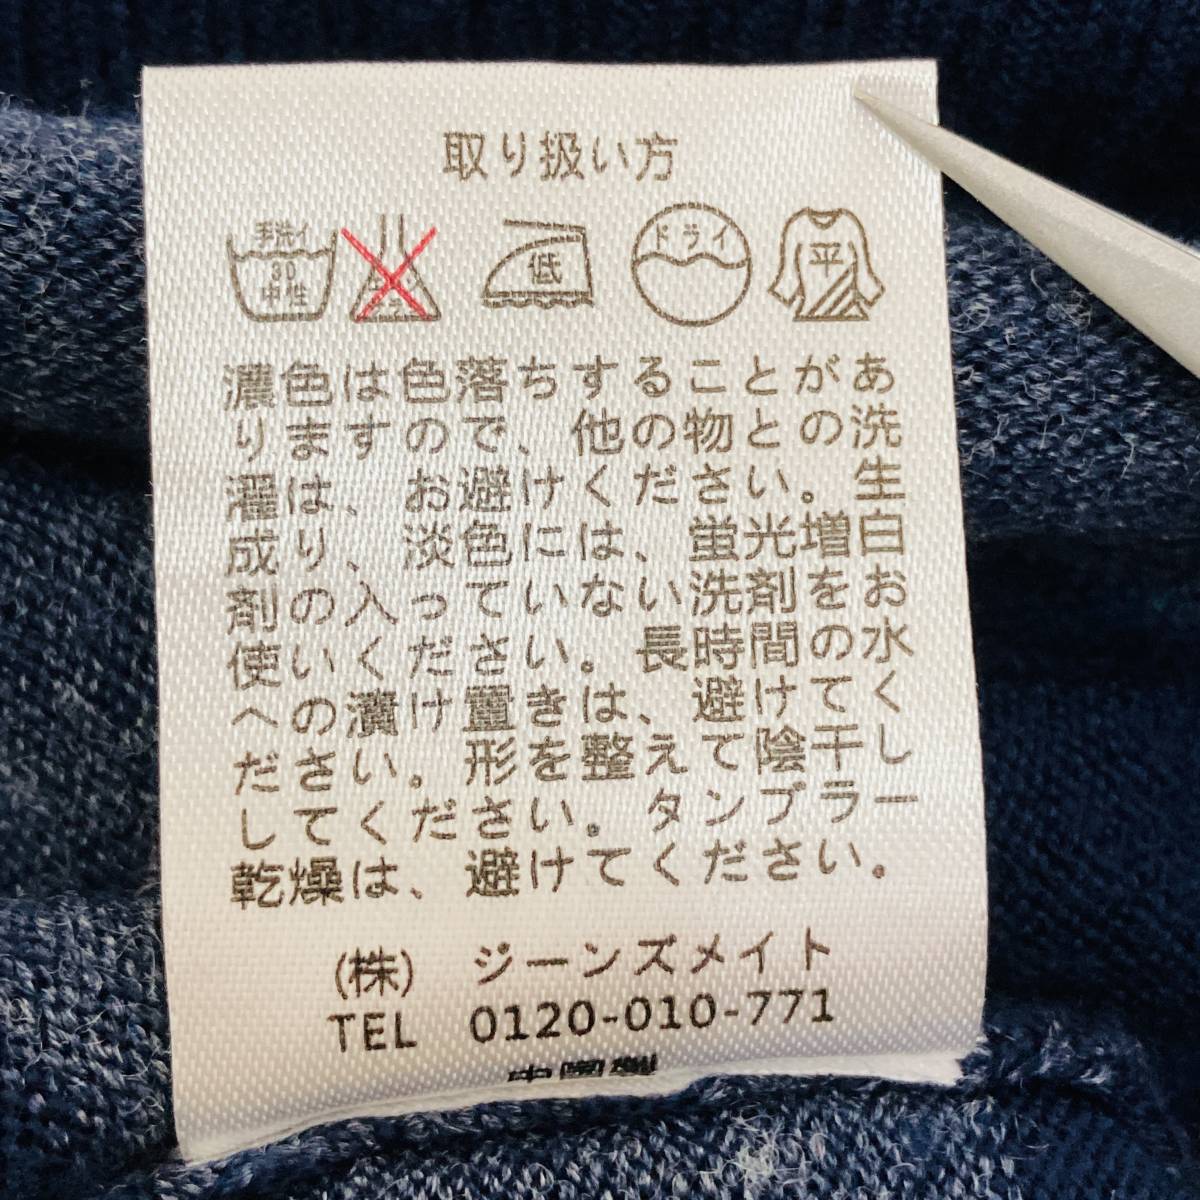 取り扱い方
手洗イ
30
中性
低
ドライ
平
濃色は色落ちすることがあ
りますので、他の物との洗
濯は、お避けください。生
成り、淡色には、蛍光増白
剤の入っていない洗剤をお
使いください。長時間の水
への漬け置きは、避けてく
ださい。形を整えて陰干し
してください。タンブラー
乾燥は、避けてください。
(株) ジーンズメイト
TEL 0120-010-771